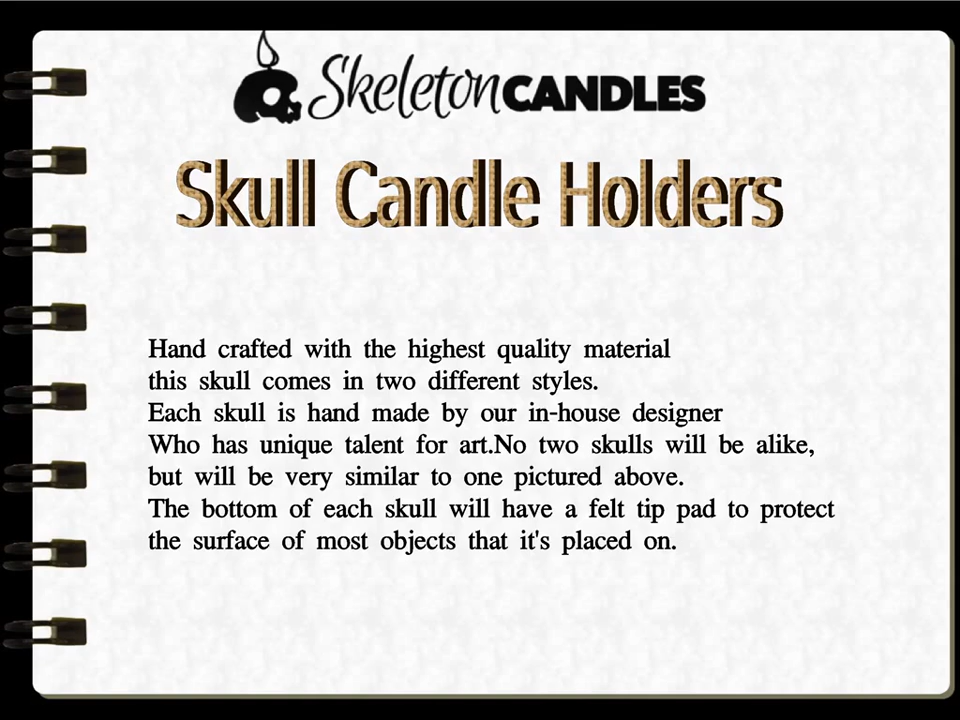 Skeleton CANDLES
Skull Candle Holders
Hand crafted with the highest quality material
this skull comes in two different styles.
Each skull is hand made by our in-house designer
Who has unique talent for art.No two skulls will be alike,
but will be very similar to one pictured above.
The bottom of each skull will have a felt tip pad to protect
the surface of most objects that it's placed on.